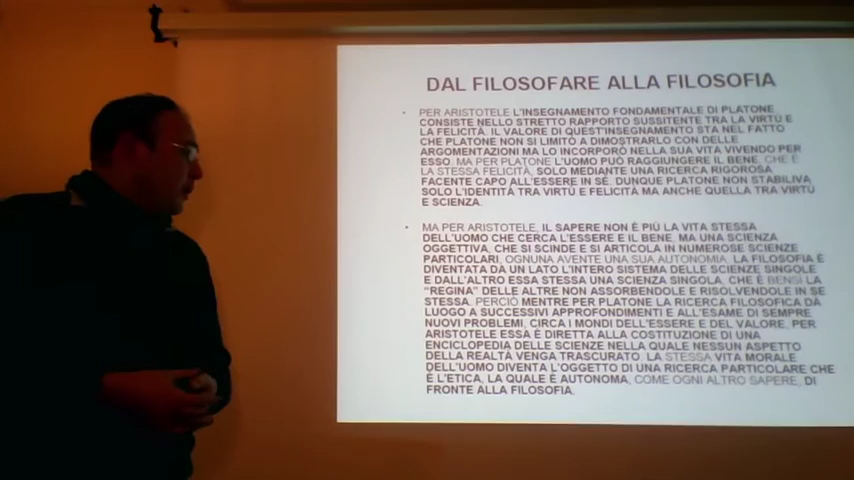 DAL FILOSOFARE ALLA FILOSOFIA
• PER ARISTOTELE L'INSEGNAMENTO FONDAMENTALE DI PLATONE
CONSISTE NELLO STRETTO RAPPORTO SUSSITENTE TRA LA VIRTÙ E
LA FELICITÀ. IL VALORE DI QUEST'INSEGNAMENTO STA NEL FATTO
CHE PLATONE NON SI LIMITÒ A DIMOSTRARLO CON DELLE
ARGOMENTAZIONI MA LO INCORPORÒ NELLA SUA VITA VIVENDO PER
ESSO. MA PER PLATONE L'UOMO PUÒ RAGGIUNGERE IL BENE, CHE È
LA STESSA FELICITÀ, SOLO MEDIANTE UNA RICERCA RIGOROSA
FACENTE CAPO ALL'ESSERE IN SÉ. DUNQUE PLATONE NON STABILIVA
SOLO L'IDENTITÀ TRA VIRTÙ E FELICITÀ MA ANCHE QUELLA TRA VIRTÙ
E SCIENZA.
• MA PER ARISTOTELE, IL SAPERE NON È PIÙ LA VITA STESSA
DELL'UOMO CHE CERCA L'ESSERE E IL BENE, MA UNA SCIENZA
OGGETTIVA, CHE SI SCINDE E SI ARTICOLA IN NUMEROSE SCIENZE
PARTICOLARI, OGNUNA AVENTE UNA SUA AUTONOMIA. LA FILOSOFIA È
DIVENTATA DA UN LATO L'INTERO SISTEMA DELLE SCIENZE SINGOLE
E DALL'ALTRO ESSA STESSA UNA SCIENZA SINGOLA, CHE È BENSÌ LA
"REGINA" DELLE ALTRE NON ASSORBENDOLE E RISOLVENDOLE IN SE
STESSA. PERCIÒ MENTRE PER PLATONE LA RICERCA FILOSOFICA DÀ
LUOGO A SUCCESSIVI APPROFONDIMENTI E ALL'ESAME DI SEMPRE
NUOVI PROBLEMI, CIRCA I MONDI DELL'ESSERE E DEL VALORE, PER
ARISTOTELE ESSA È DIRETTA ALLA COSTITUZIONE DI UNA
ENCICLOPEDIA DELLE SCIENZE NELLA QUALE NESSUN ASPETTO
DELLA REALTÀ VENGA TRASCURATO. LA STESSA VITA MORALE
DELL'UOMO DIVENTA L'OGGETTO DI UNA RICERCA PARTICOLARE CHE
È L'ETICA, LA QUALE È AUTONOMA, COME OGNI ALTRO SAPERE, DI
FRONTE ALLA FILOSOFIA.